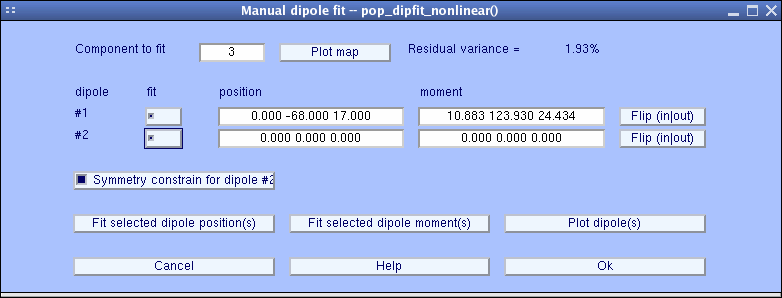 Manual dipole fit -- pop_dipfit_nonlinear()
Component to fit 3 Plot map Residual variance = 1.93%
dipole fit position moment
#1 0.000 -68.000 17.000 10.883 123.930 24.434 Flip (in|out)
#2 0.000 0.000 0.000 0.000 0.000 0.000 Flip (in|out)
Symmetry constrain for dipole #2
Fit selected dipole position(s) Fit selected dipole moment(s) Plot dipole(s)
Cancel Help Ok